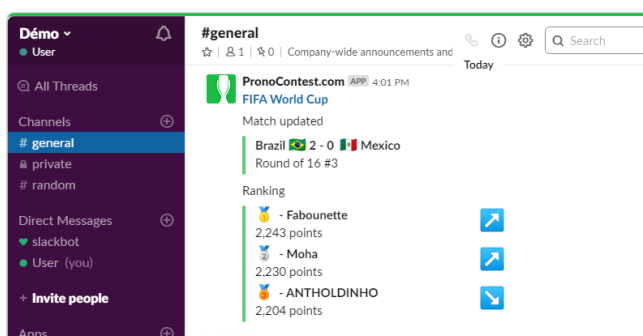 Démo
User
All Threads
Channels
# general
private
# random
Direct Messages
slackbot
User (you)
+ Invite people
Apps
#general
1 | 0 | Company-wide announcements and
Search
Today
PronoContest.com APP 4:01 PM
FIFA World Cup
Match updated
Brazil 🇧🇷 2 - 0 🇲🇽 Mexico
Round of 16 #3
Ranking
🥇 - Fabounette
2,243 points
🥈 - Moha
2,230 points
🥉 - ANTHOLDINHO
2,204 points